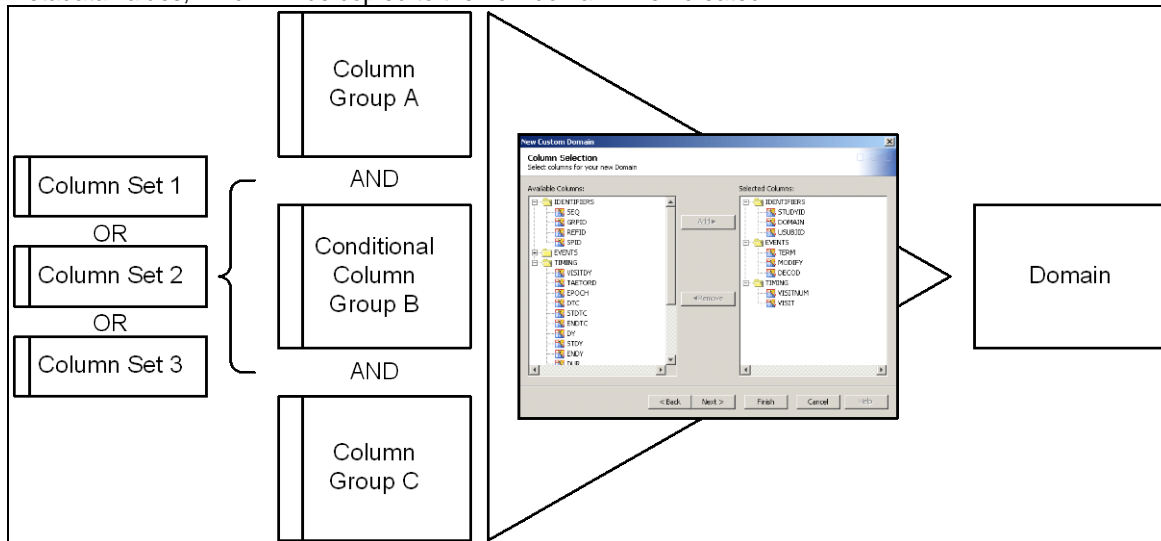 Column
Group A
AND
Column Set 1
OR
Column Set 2
OR
Column Set 3
Conditional
Column
Group B
AND
Column
Group C
New Custom Domain
Column Selection
Select columns for your new Domain
Available Columns:
IDENTIFIERS
SEQ
GRPID
REFID
SPID
EVENTS
TIMING
VISITDY
TAETORD
EPOCH
DTC
STDTC
ENDTC
DY
STDY
ENDY
DUR
Add
Remove
Selected Columns:
IDENTIFIERS
STUDYID
DOMAIN
USUBJID
EVENTS
TERM
MODIFY
DECOD
TIMING
VISITNUM
VISIT
< Back
Next >
Finish
Cancel
Help
Domain